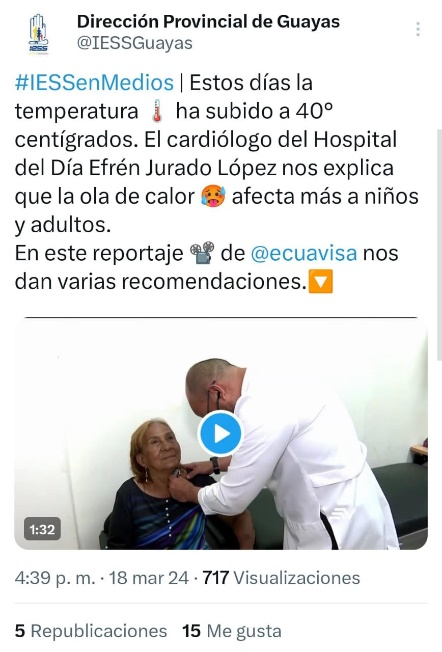 Dirección Provincial de Guayas
@IESSGuayas
#IESSenMedios | Estos días la
temperatura 🌡️ ha subido a 40°
centígrados. El cardiólogo del Hospital
del Día Efrén Jurado López nos explica
que la ola de calor 🥵 afecta más a niños
y adultos.
En este reportaje 📽️ de @ecuavisa nos
dan varias recomendaciones.🔽
1:32
4:39 p. m. · 18 mar 24 · 717 Visualizaciones
5 Republicaciones 15 Me gusta